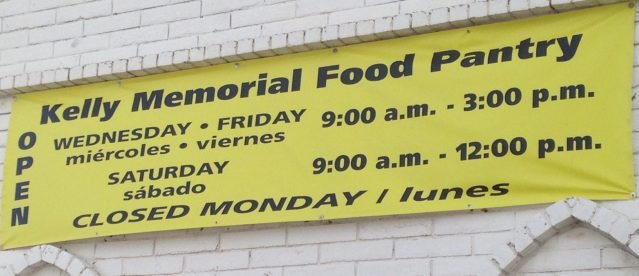 Kelly Memorial Food Pantry
OPEN
WEDNESDAY • FRIDAY 9:00 a.m. - 3:00 p.m.
miércoles • viernes
SATURDAY 9:00 a.m. - 12:00 p.m.
sábado
CLOSED MONDAY / lunes